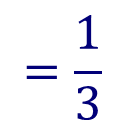 = 1/3